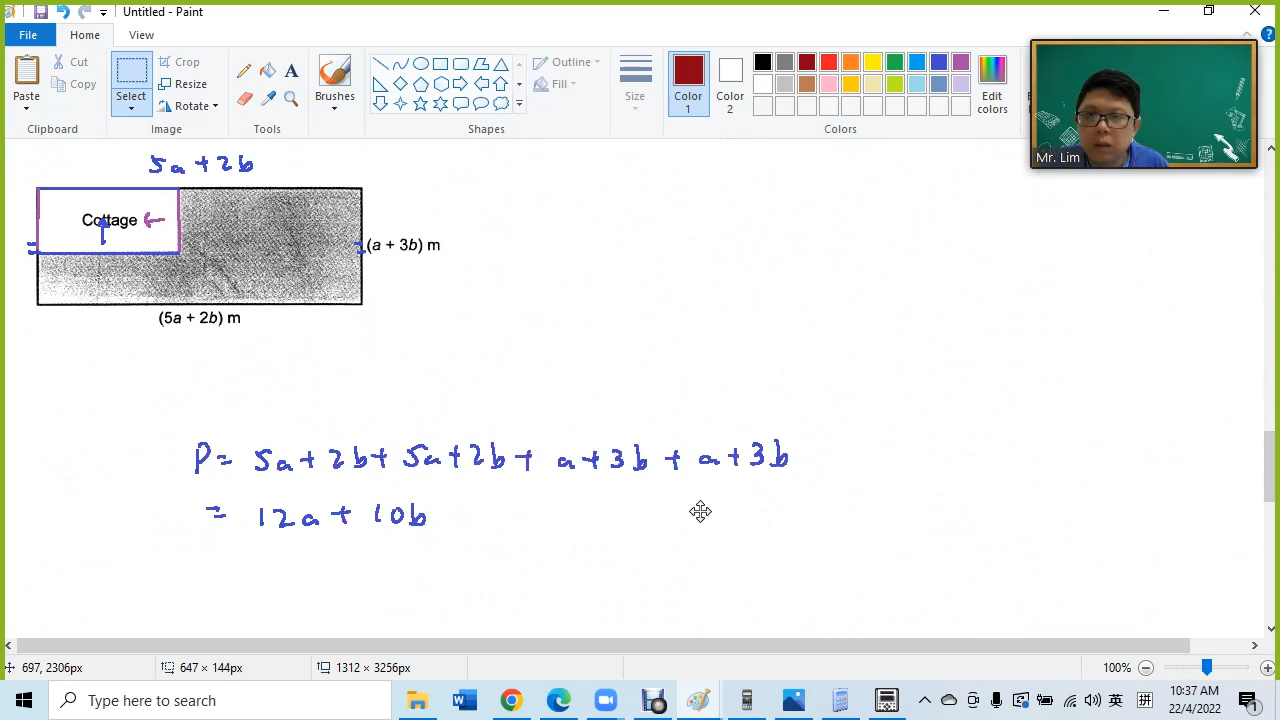 Untitled - Paint
File Home View
Paste
Cut
Copy
Clipboard
Select
Crop
Resize
Rotate
Image
Tools
Brushes
Shapes
Outline
Fill
Size
Color 1
Color 2
Edit colors
Colors
Mr. Lim
5a + 2b
Cottage
(a + 3b) m
(5a + 2b) m
P = 5a + 2b + 5a + 2b + a + 3b + a + 3b
= 12a + 10b
697, 2306px 647 × 144px 1312 × 3256px 100%
Type here to search
英 拼
10:37 AM
22/4/2022
1